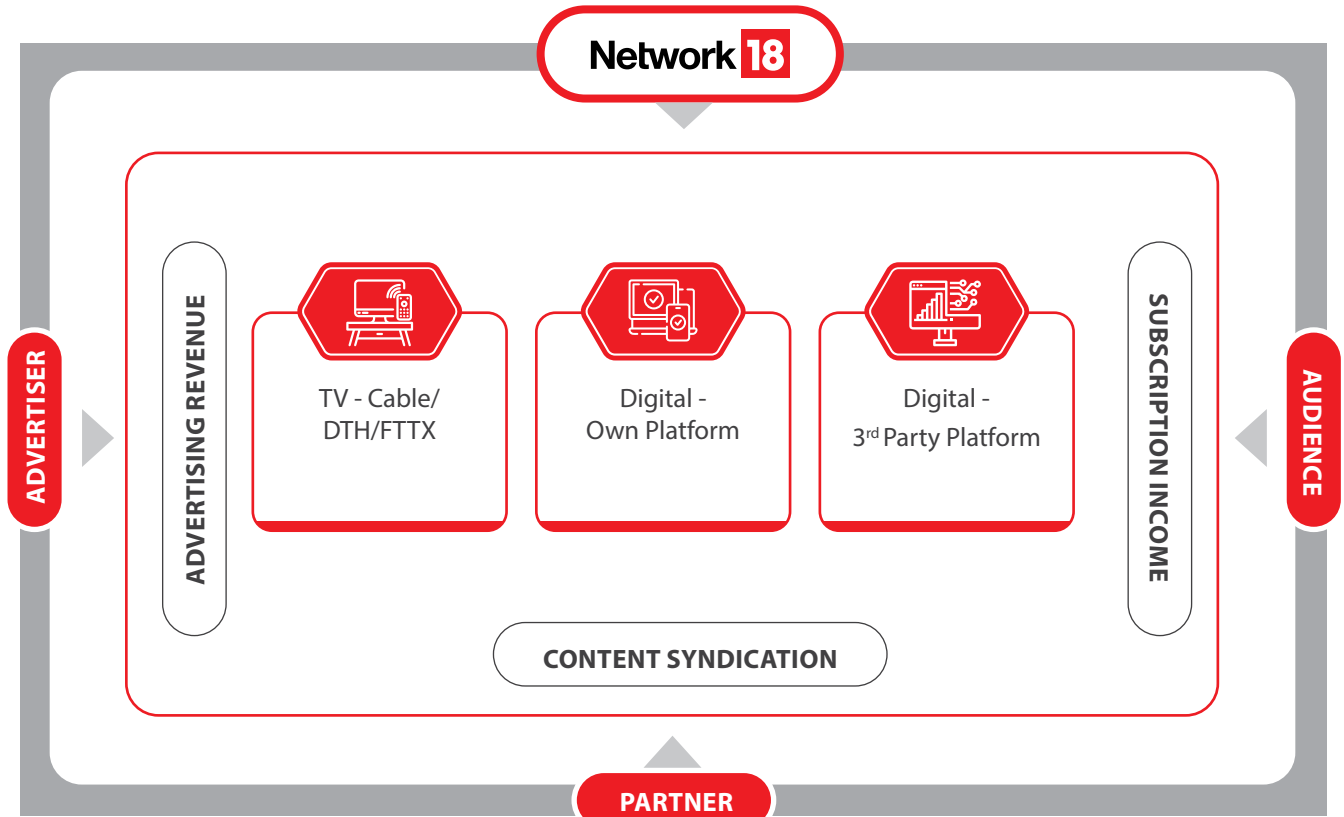 Network 18
ADVERTISER
ADVERTISING REVENUE
TV - Cable/
DTH/FTTX
Digital -
Own Platform
Digital -
3rd Party Platform
SUBSCRIPTION INCOME
AUDIENCE
CONTENT SYNDICATION
PARTNER